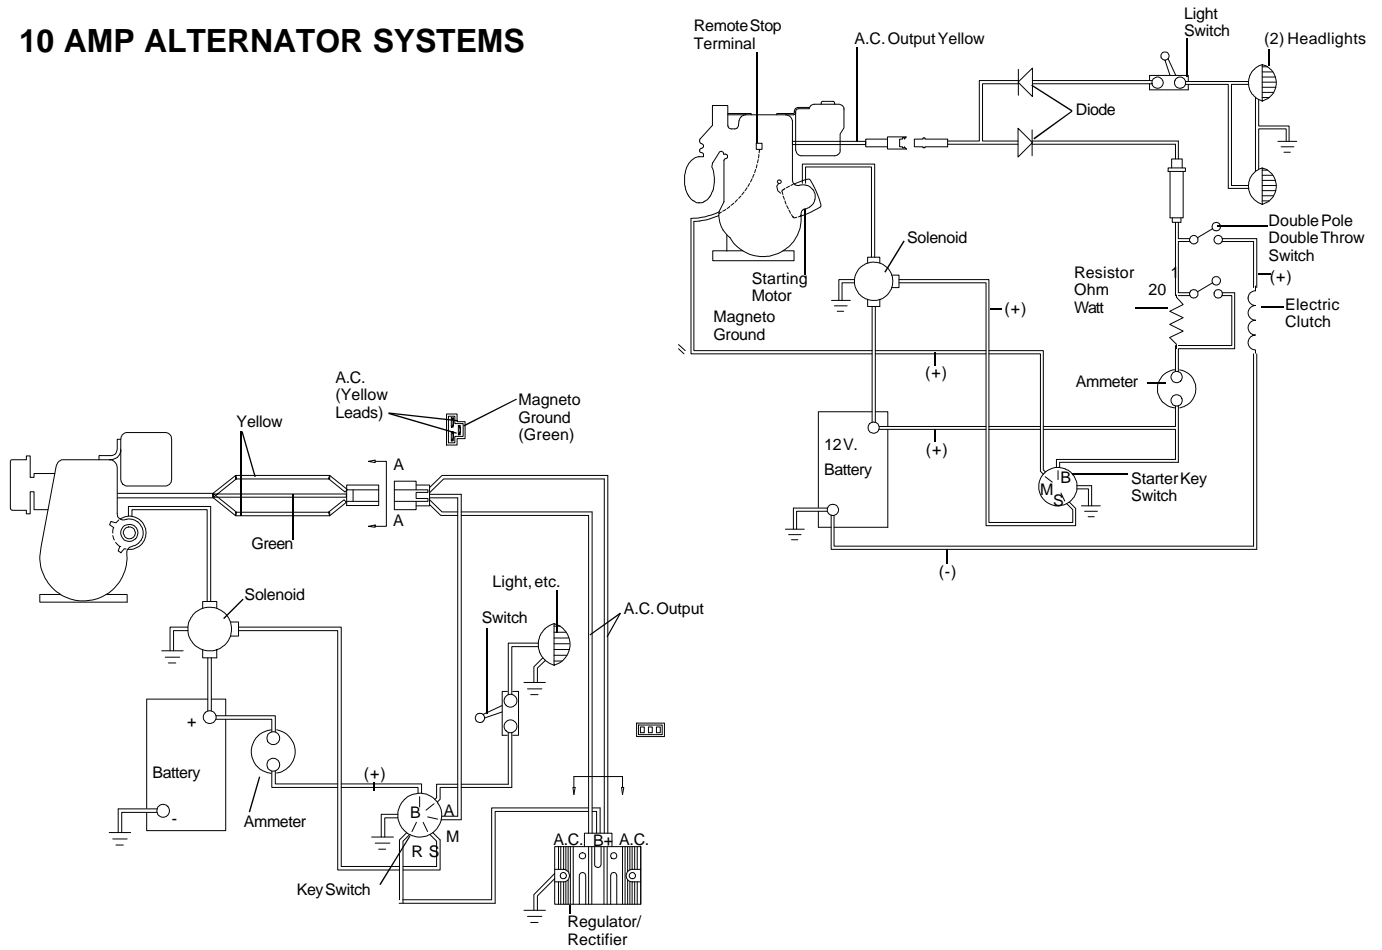 10 AMP ALTERNATOR SYSTEMS
Remote Stop
Terminal
A.C. Output Yellow
Light
Switch
(2) Headlights
Diode
Solenoid
Starting
Motor
Magneto
Ground
(+)
(+)
(+)
Resistor
1
Ohm
20
Watt
Double Pole
Double Throw
Switch
(+)
Electric
Clutch
Ammeter
12 V.
Battery
B
M
S
Starter Key
Switch
(-)
A.C.
(Yellow
Leads)
Magneto
Ground
(Green)
Yellow
A
A
Green
Solenoid
Light, etc.
Switch
A.C. Output
+
Battery
-
Ammeter
(+)
B
A
M
R S
Key Switch
A.C. B+ A.C.
Regulator/
Rectifier